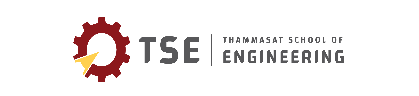 TSE
THAMMASAT SCHOOL OF
ENGINEERING